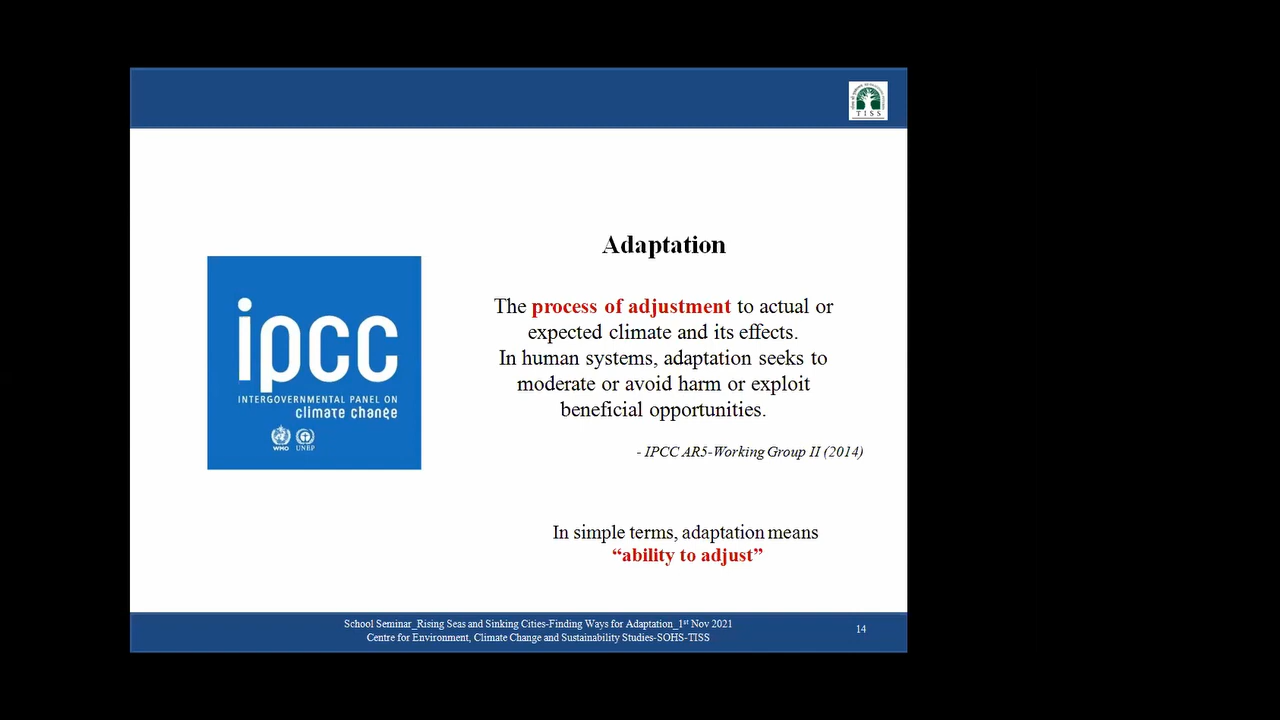 TISS
Adaptation
The process of adjustment to actual or
expected climate and its effects.
In human systems, adaptation seeks to
moderate or avoid harm or exploit
beneficial opportunities.
- IPCC AR5-Working Group II (2014)
ipcc
INTERGOVERNMENTAL PANEL ON
climate change
WMO UNEP
In simple terms, adaptation means
“ability to adjust”
School Seminar_Rising Seas and Sinking Cities-Finding Ways for Adaptation_1st Nov 2021
Centre for Environment, Climate Change and Sustainability Studies-SOHS-TISS
14